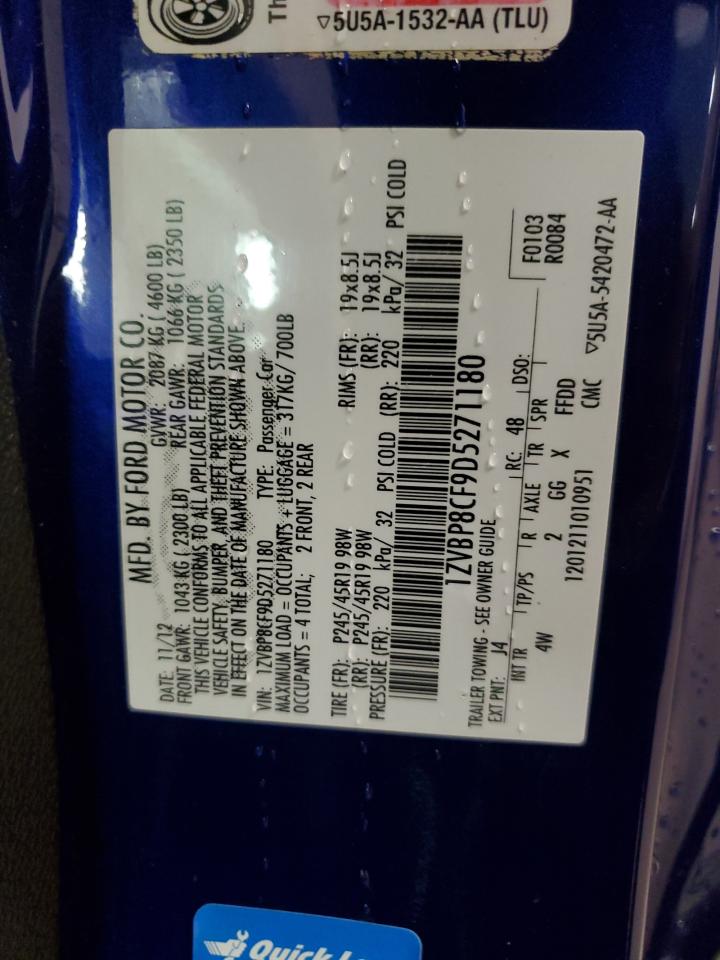 Th
▽5U5A-1532-AA (TLU)
MFD. BY FORD MOTOR CO.
DATE: 11/12 GVWR: 2087 KG ( 4600 LB)
FRONT GAWR: 1043 KG ( 2300 LB) REAR GAWR: 1066 KG ( 2350 LB)
THIS VEHICLE CONFORMS TO ALL APPLICABLE FEDERAL MOTOR
VEHICLE SAFETY, BUMPER, AND THEFT PREVENTION STANDARDS
IN EFFECT ON THE DATE OF MANUFACTURE SHOWN ABOVE.
VIN: 1ZVBP8CF9D5271180 TYPE: Passenger Car
MAXIMUM LOAD = OCCUPANTS + LUGGAGE = 317KG/ 700LB
OCCUPANTS = 4 TOTAL; 2 FRONT, 2 REAR
TIRE (FR): P245/45R19 98W RIMS (FR): 19x8.5J
(RR): P245/45R19 98W (RR): 19x8.5J
PRESSURE (FR): 220 kPa/ 32 PSI COLD (RR): 220 kPa/ 32 PSI COLD
1ZVBP8CF9D5271180
TRAILER TOWING - SEE OWNER GUIDE
EXT PNT: J4 RC: 48 DSO: F0103
INT TR TP/PS R AXLE TR SPR R0084
4W 2 GG X FFDD
1201211010951 CMC ▽5U5A-5420472-AA
Quick